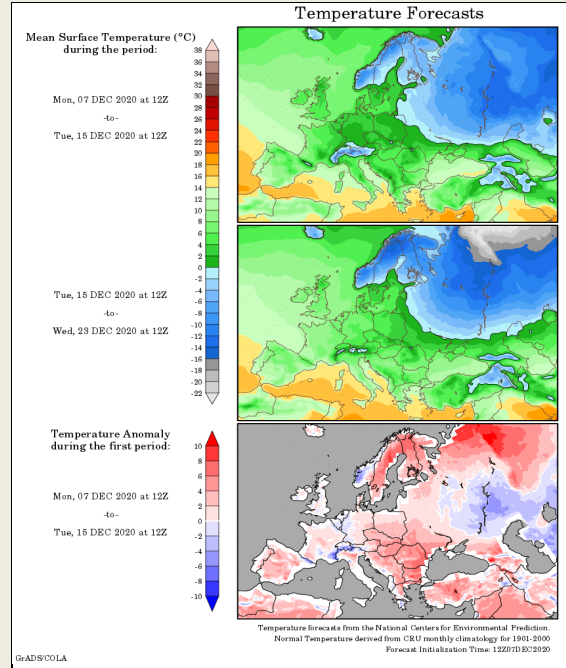 Temperature Forecasts
Mean Surface Temperature (°C)
during the period:
Mon, 07 DEC 2020 at 12Z
-to-
Tue, 15 DEC 2020 at 12Z
38
36
34
32
30
28
26
24
22
20
18
16
14
12
10
8
6
4
2
0
-2
-4
-6
-8
-10
-12
-14
-16
-18
-20
-22
Tue, 15 DEC 2020 at 12Z
-to-
Wed, 23 DEC 2020 at 12Z
Temperature Anomaly
during the first period:
Mon, 07 DEC 2020 at 12Z
-to-
Tue, 15 DEC 2020 at 12Z
10
8
6
4
2
0
-2
-4
-6
-8
-10
Temperature forecasts from the National Centers for Environmental Prediction.
Normal Temperature derived from CRU monthly climatology for 1901-2000
Forecast Initialization Time: 12Z07DEC2020
GrADS/COLA